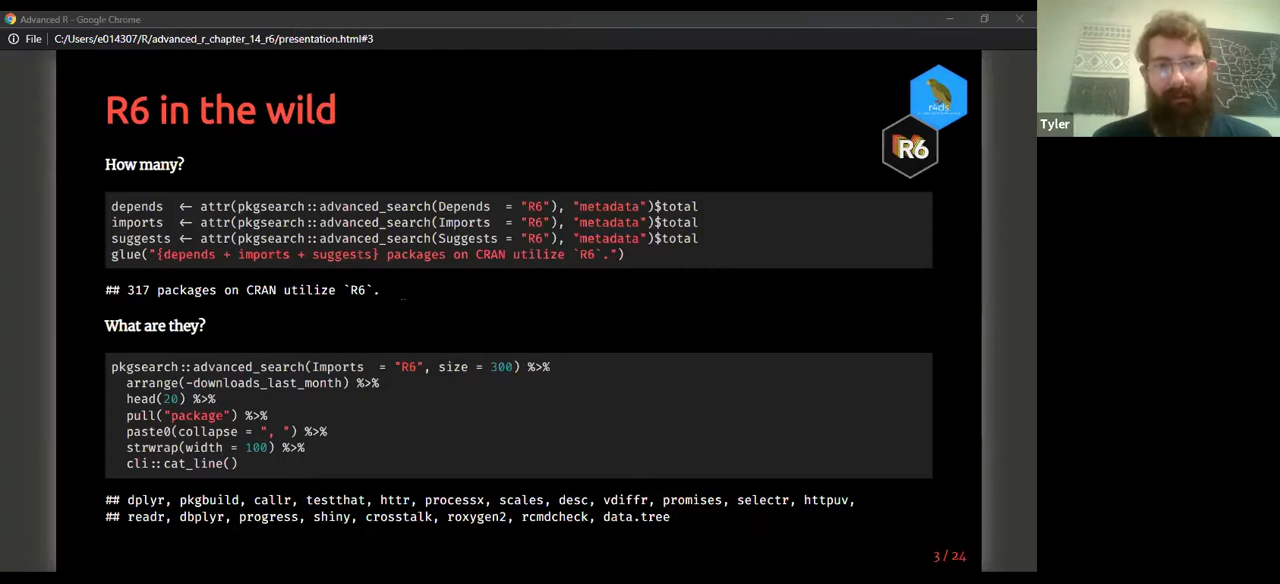 Advanced R - Google Chrome
File C:/Users/e014307/R/advanced_r_chapter_14_r6/presentation.html#3
R6 in the wild
r4ds
R6
Tyler
How many?
depends ← attr(pkgsearch::advanced_search(Depends = "R6"), "metadata")$total
imports ← attr(pkgsearch::advanced_search(Imports = "R6"), "metadata")$total
suggests ← attr(pkgsearch::advanced_search(Suggests = "R6"), "metadata")$total
glue("{depends + imports + suggests} packages on CRAN utilize `R6`.")
## 317 packages on CRAN utilize `R6`.
What are they?
pkgsearch::advanced_search(Imports = "R6", size = 300) %>%
arrange(-downloads_last_month) %>%
head(20) %>%
pull("package") %>%
paste0(collapse = ", ") %>%
strwrap(width = 100) %>%
cli::cat_line()
## dplyr, pkgbuild, callr, testthat, httr, processx, scales, desc, vdiffr, promises, selectr, httpuv,
## readr, dbplyr, progress, shiny, crosstalk, roxygen2, rcmdcheck, data.tree
3 / 24